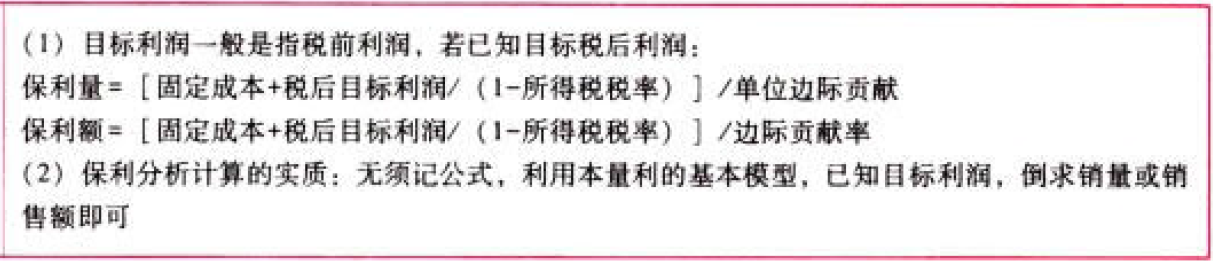 (1) 目标利润一般是指税前利润，若已知目标税后利润：
保利量=［固定成本+税后目标利润/（1-所得税税率）］/单位边际贡献
保利额=［固定成本+税后目标利润/（1-所得税税率）］/边际贡献率
(2) 保利分析计算的实质：无须记公式，利用本量利的基本模型，已知目标利润，倒求销量或销
售额即可